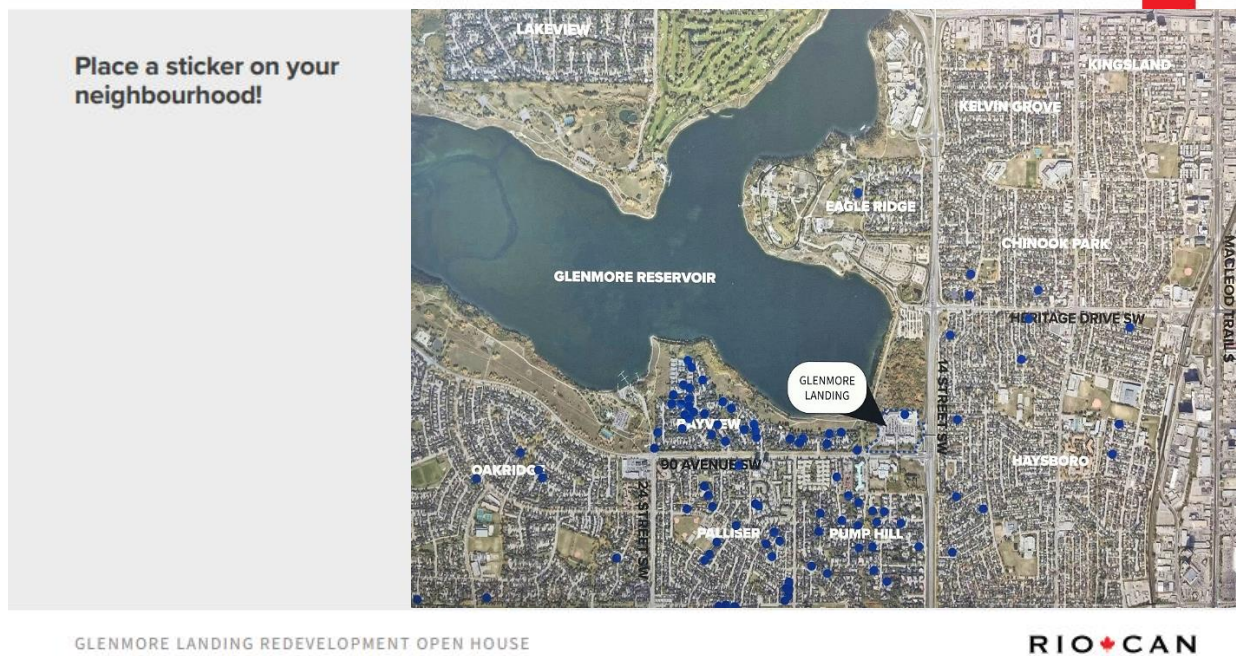 Place a sticker on your
neighbourhood!
LAKEVIEW
KINGSLAND
KELVIN GROVE
EAGLE RIDGE
CHINOOK PARK
GLENMORE RESERVOIR
MACLEOD TRAIL S
HERITAGE DRIVE SW
GLENMORE
LANDING
14 STREET SW
BAYVIEW
90 AVENUE SW
OAKRIDGE
HAYSBORO
24 STREET SW
PALLISER
PUMP HILL
GLENMORE LANDING REDEVELOPMENT OPEN HOUSE
RIO CAN